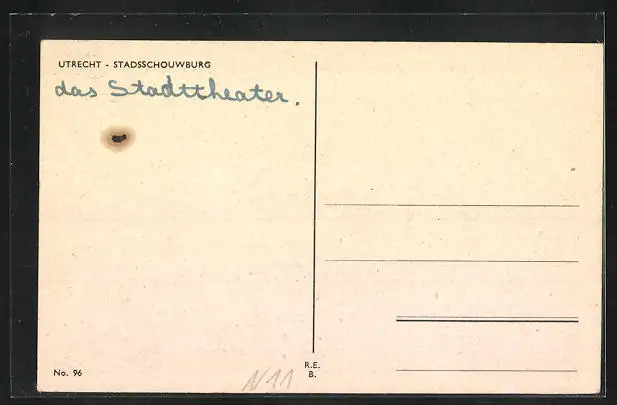 UTRECHT - STADSSCHOUWBURG
das Stadttheater.
No. 96
R.E.
B.
N11